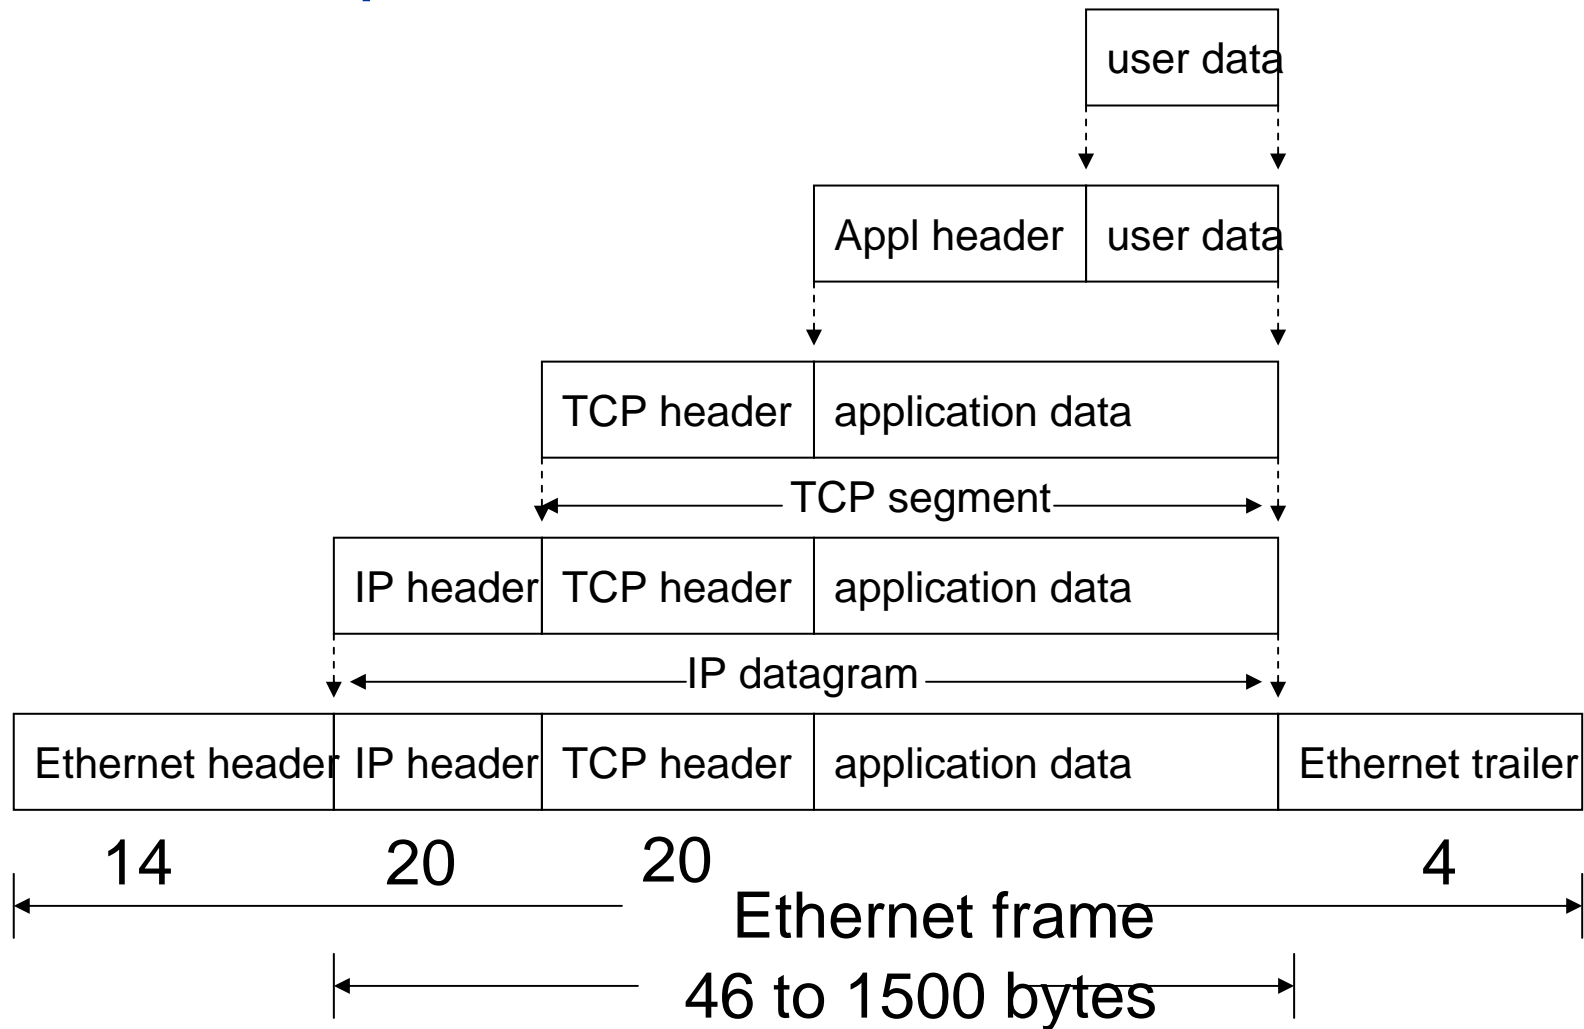 user data
Appl header user data
TCP header application data
TCP segment
IP header TCP header application data
IP datagram
Ethernet header IP header TCP header application data Ethernet trailer
14 20 20 4
Ethernet frame
46 to 1500 bytes